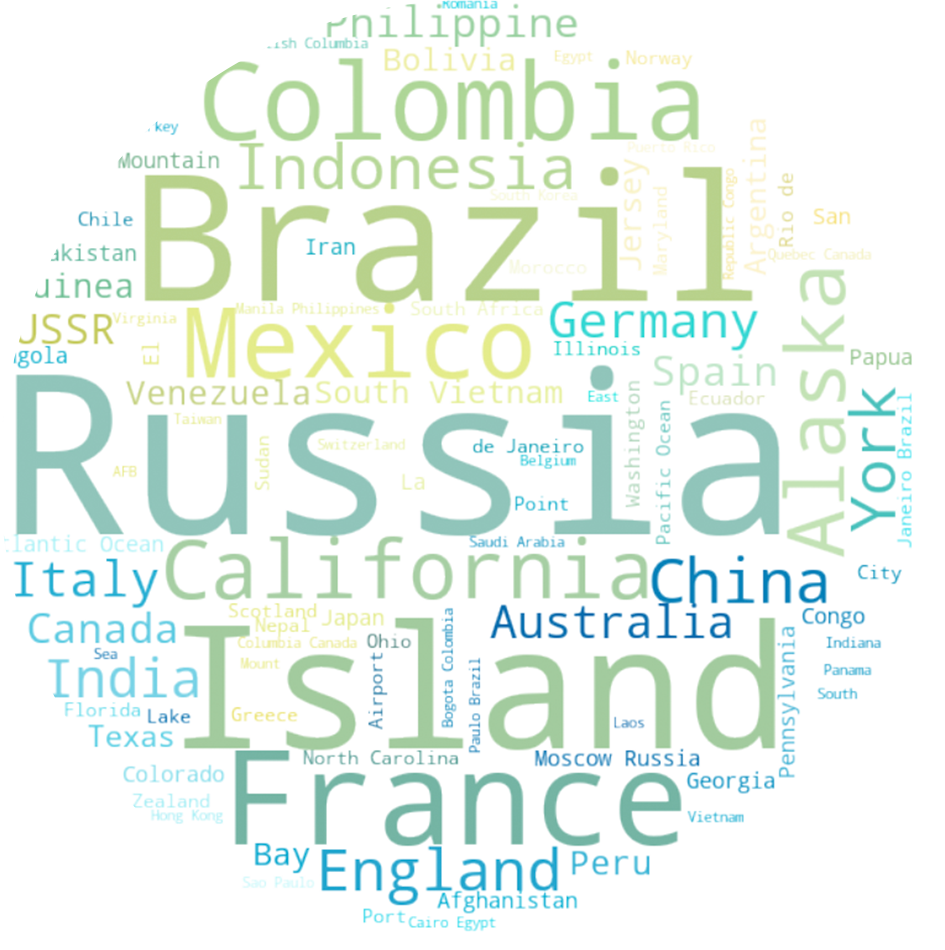 Romania
Philippine
ish Columbia
Bolivia
Egypt
Norway
Colombia
key
Mountain
Indonesia
Puerto Rico
Argentina
Jersey
Maryland
Republic Congo
Rio de
South Korea
Brazil
Chile
San
Iran
akistan
Quebec Canada
Morocco
uinea
Alaska
Manila Philippines
South Africa
Virginia
JSSR
Mexico
Germany
El
Illinois
gola
Papua
Spain
Venezuela
South Vietnam
East
Ecuador
Washington
Pacific Ocean
York
Janeiro Brazil
Taiwan
Russia
Switzerland
de Janeiro
Belgium
Sudan
AFB
La
Point
tlantic Ocean
Saudi Arabia
California
Italy
China
City
Scotland
Japan
Nepal
Canada
Australia
Congo
Columbia Canada
Ohio
Indiana
Sea
Mount
Island
India
Airport
Bogota Colombia
Paulo Brazil
Pennsylvania
Panama
South
Florida
Lake
Greece
Laos
Texas
North Carolina
Moscow Russia
Colorado
France
Georgia
Zealand
Hong Kong
Vietnam
Bay
England
Peru
Sao Paulo
Afghanistan
Port
Cairo Egypt